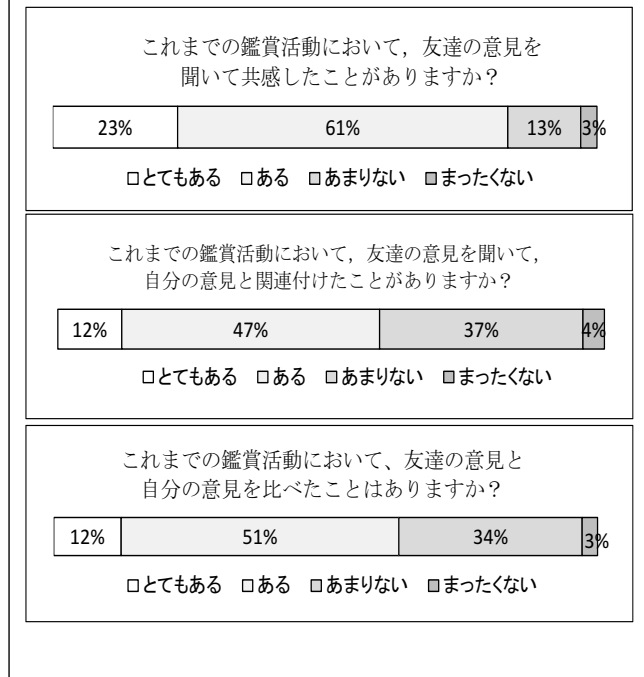 これまでの鑑賞活動において，友達の意見を
聞いて共感したことがありますか？
23% 61% 13% 3%
□とてもある □ある □あまりない □まったくない
これまでの鑑賞活動において，友達の意見を聞いて，
自分の意見と関連付けたことがありますか？
12% 47% 37% 4%
□とてもある □ある □あまりない □まったくない
これまでの鑑賞活動において、友達の意見と
自分の意見を比べたことはありますか？
12% 51% 34% 3%
□とてもある □ある □あまりない □まったくない